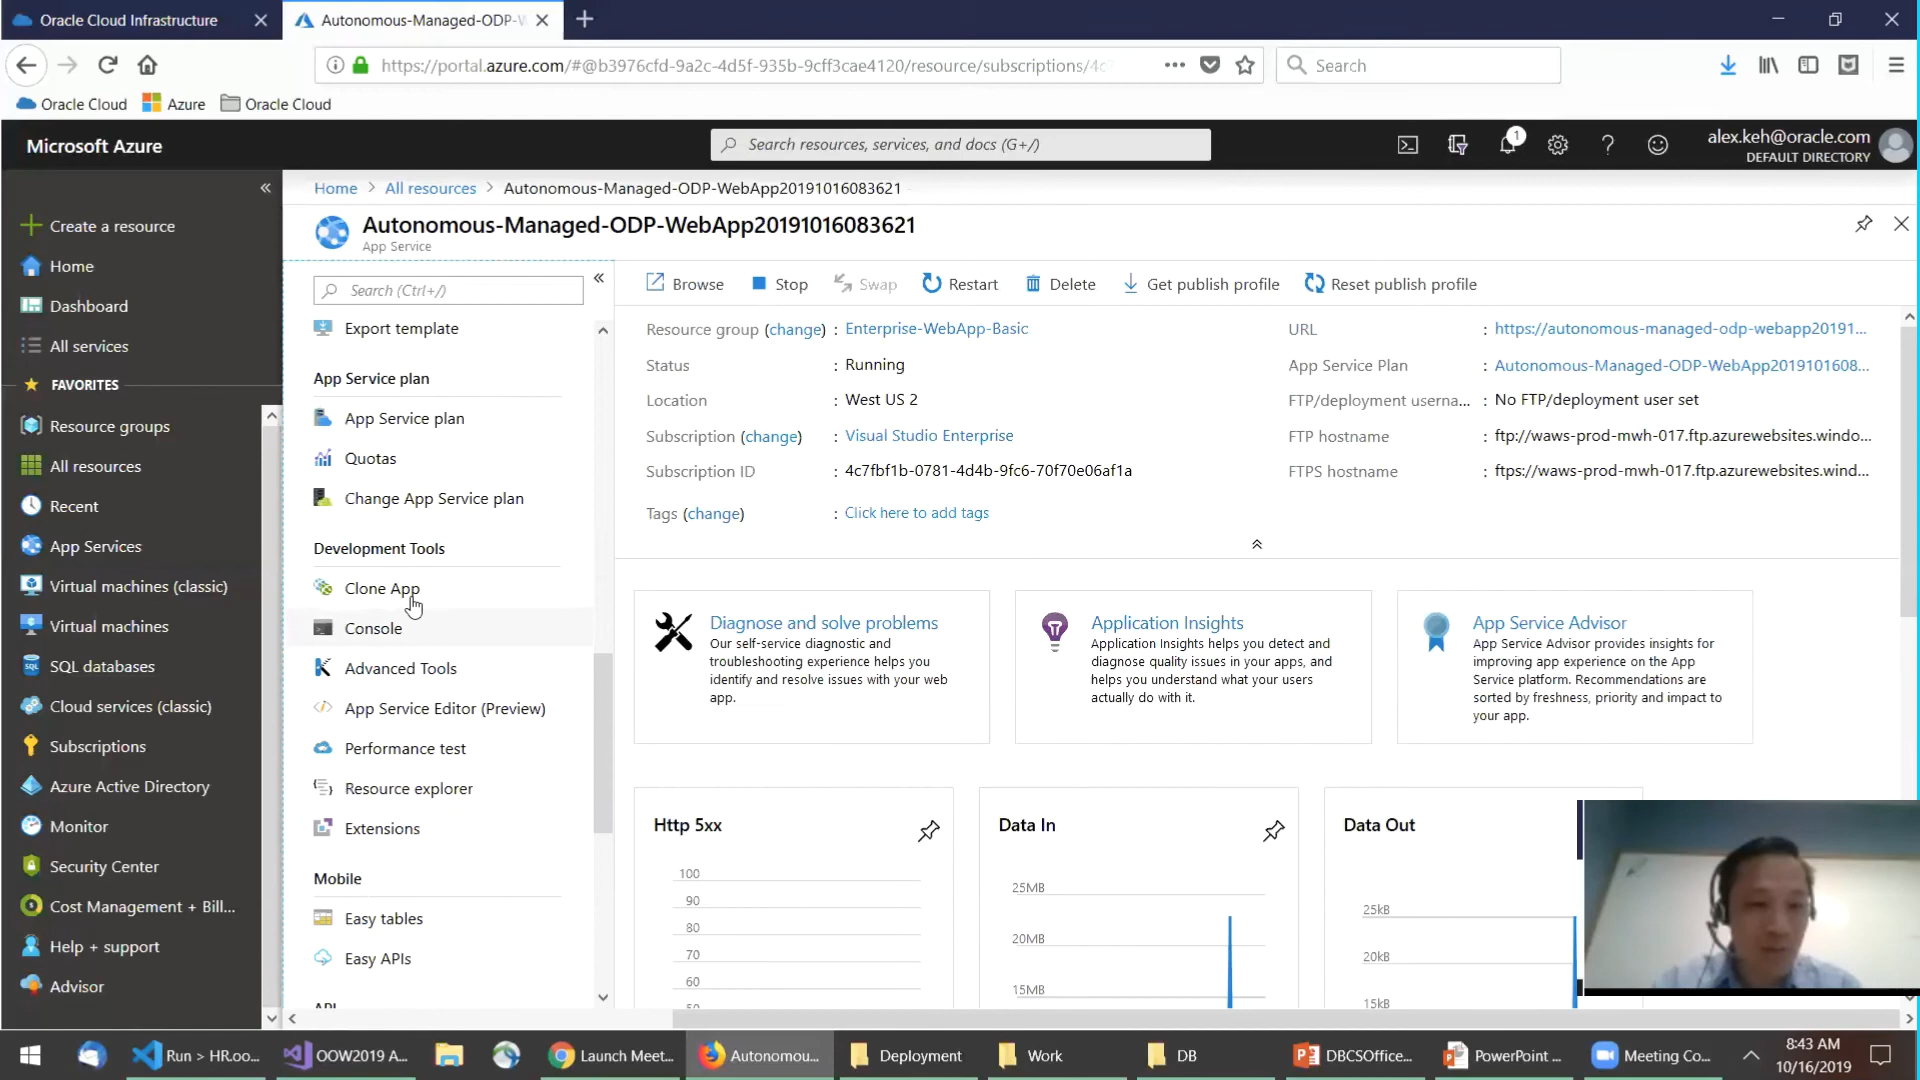 Oracle Cloud Infrastructure
Autonomous-Managed-ODP-W
https://portal.azure.com/#@b3976cfd-9a2c-4d5f-935b-9cff3cae4120/resource/subscriptions/4c
Search
Oracle Cloud
Azure
Oracle Cloud
Microsoft Azure
Search resources, services, and docs (G+/)
1
alex.keh@oracle.com
DEFAULT DIRECTORY
Create a resource
Home
Dashboard
All services
FAVORITES
Resource groups
All resources
Recent
App Services
Virtual machines (classic)
Virtual machines
SQL databases
Cloud services (classic)
Subscriptions
Azure Active Directory
Monitor
Security Center
Cost Management + Bill...
Help + support
Advisor
Home > All resources > Autonomous-Managed-ODP-WebApp20191016083621
Autonomous-Managed-ODP-WebApp20191016083621
App Service
Search (Ctrl+/)
Export template
App Service plan
App Service plan
Quotas
Change App Service plan
Development Tools
Clone App
Console
Advanced Tools
App Service Editor (Preview)
Performance test
Resource explorer
Extensions
Mobile
Easy tables
Easy APIs
API
Browse
Stop
Swap
Restart
Delete
Get publish profile
Reset publish profile
Resource group (change) : Enterprise-WebApp-Basic
Status : Running
Location : West US 2
Subscription (change) : Visual Studio Enterprise
Subscription ID : 4c7fbf1b-0781-4d4b-9fc6-70f70e06af1a
Tags (change) : Click here to add tags
URL : https://autonomous-managed-odp-webapp20191...
App Service Plan : Autonomous-Managed-ODP-WebApp2019101608...
FTP/deployment userna... : No FTP/deployment user set
FTP hostname : ftp://waws-prod-mwh-017.ftp.azurewebsites.windo...
FTPS hostname : ftps://waws-prod-mwh-017.ftp.azurewebsites.wind...
Diagnose and solve problems
Our self-service diagnostic and
troubleshooting experience helps you
identify and resolve issues with your web
app.
Application Insights
Application Insights helps you detect and
diagnose quality issues in your apps, and
helps you understand what your users
actually do with it.
App Service Advisor
App Service Advisor provides insights for
improving app experience on the App
Service platform. Recommendations are
sorted by freshness, priority and impact to
your app.
Http 5xx
100
90
80
70
60
50
Data In
25MB
20MB
15MB
Data Out
25kB
20kB
15kB
Run > HR.oo...
OOW2019 A...
Launch Meet...
Autonomou...
Deployment
Work
DB
DBCSOffice...
PowerPoint ...
Meeting Co...
8:43 AM
10/16/2019